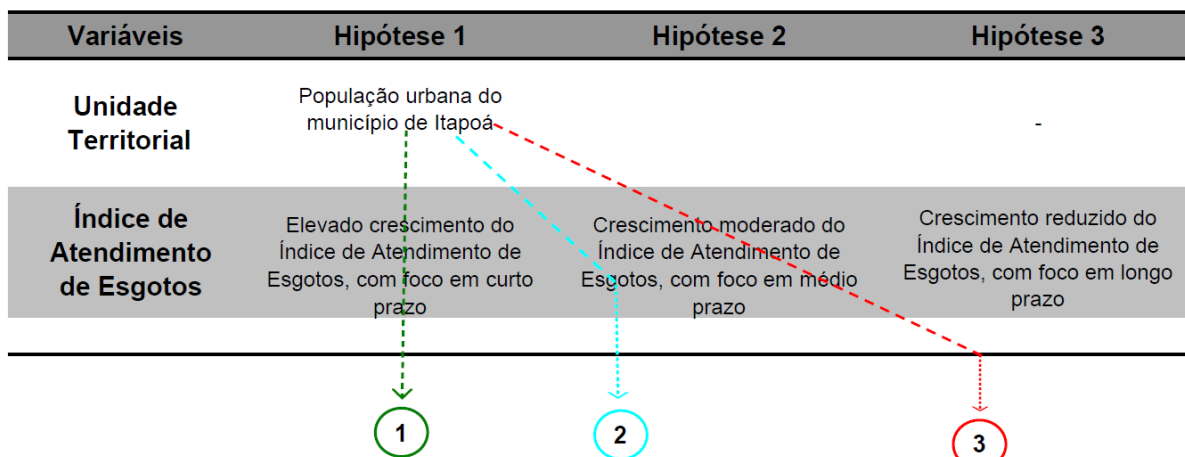 Variáveis Hipótese 1 Hipótese 2 Hipótese 3
Unidade
Territorial
População urbana do
município de Itapoá
-
Índice de
Atendimento
de Esgotos
Elevado crescimento do
Índice de Atendimento de
Esgotos, com foco em curto
prazo
Crescimento moderado do
Índice de Atendimento de
Esgotos, com foco em médio
prazo
Crescimento reduzido do
Índice de Atendimento de
Esgotos, com foco em longo
prazo
1 2 3